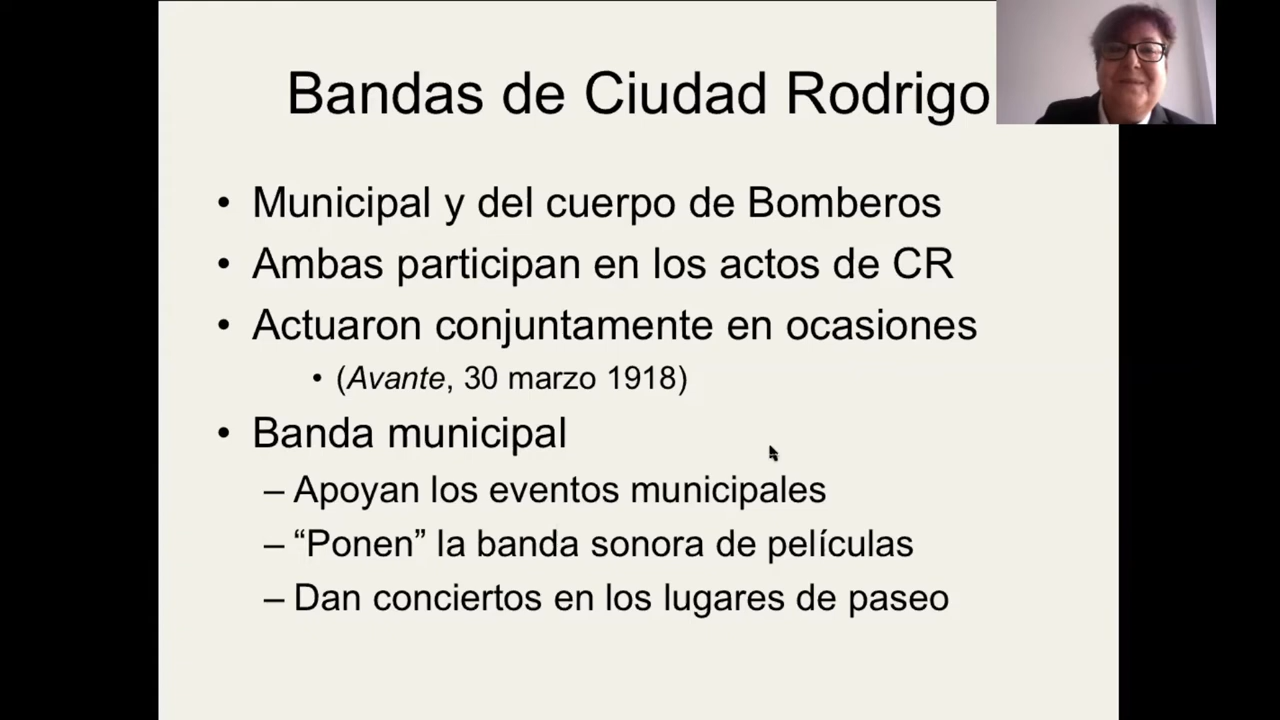 Bandas de Ciudad Rodrigo
• Municipal y del cuerpo de Bomberos
• Ambas participan en los actos de CR
• Actuaron conjuntamente en ocasiones
• (Avante, 30 marzo 1918)
• Banda municipal
– Apoyan los eventos municipales
– “Ponen” la banda sonora de películas
– Dan conciertos en los lugares de paseo